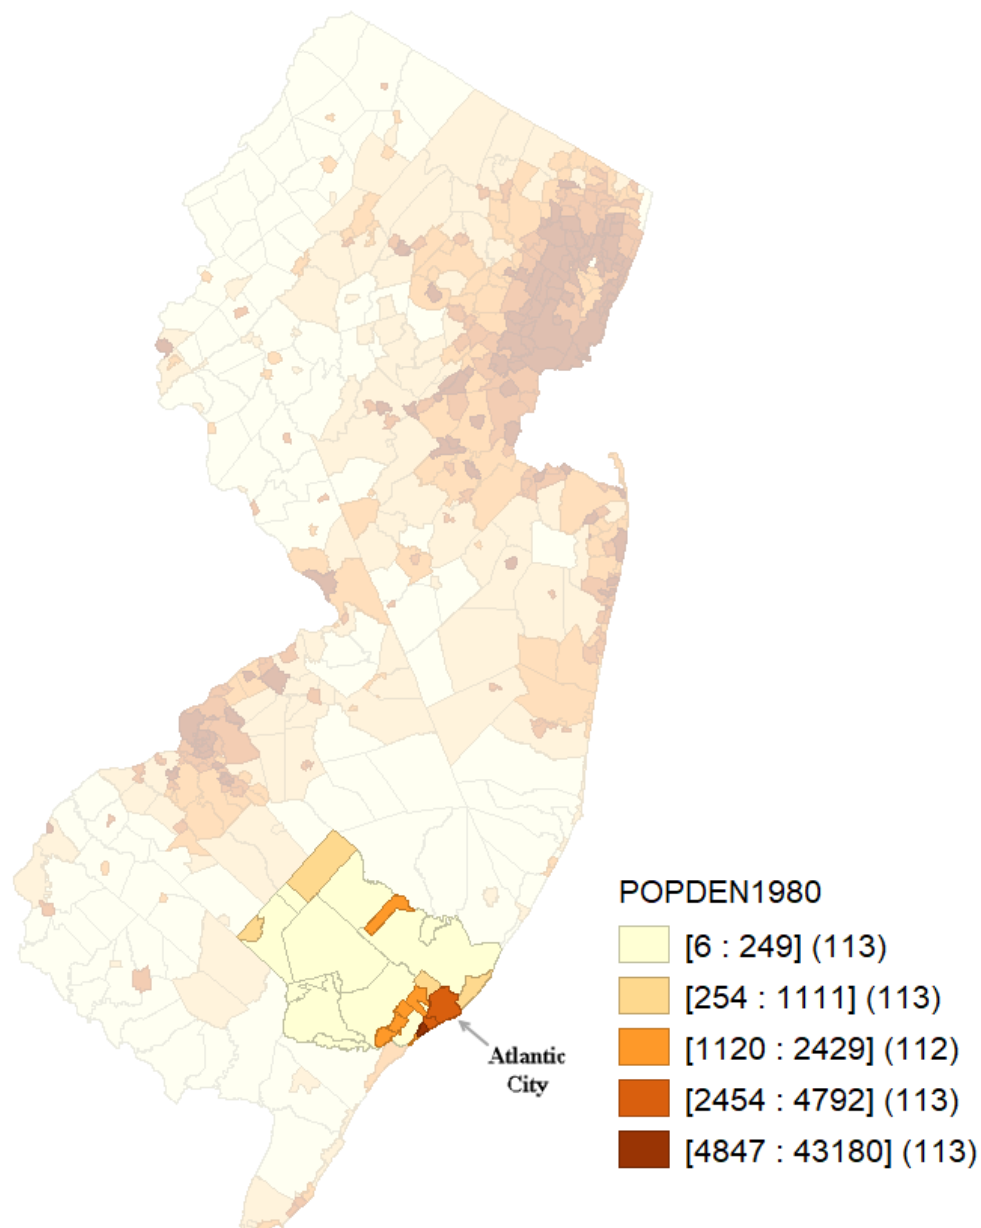 POPDEN1980
[6 : 249] (113)
[254 : 1111] (113)
[1120 : 2429] (112)
[2454 : 4792] (113)
[4847 : 43180] (113)
Atlantic
City